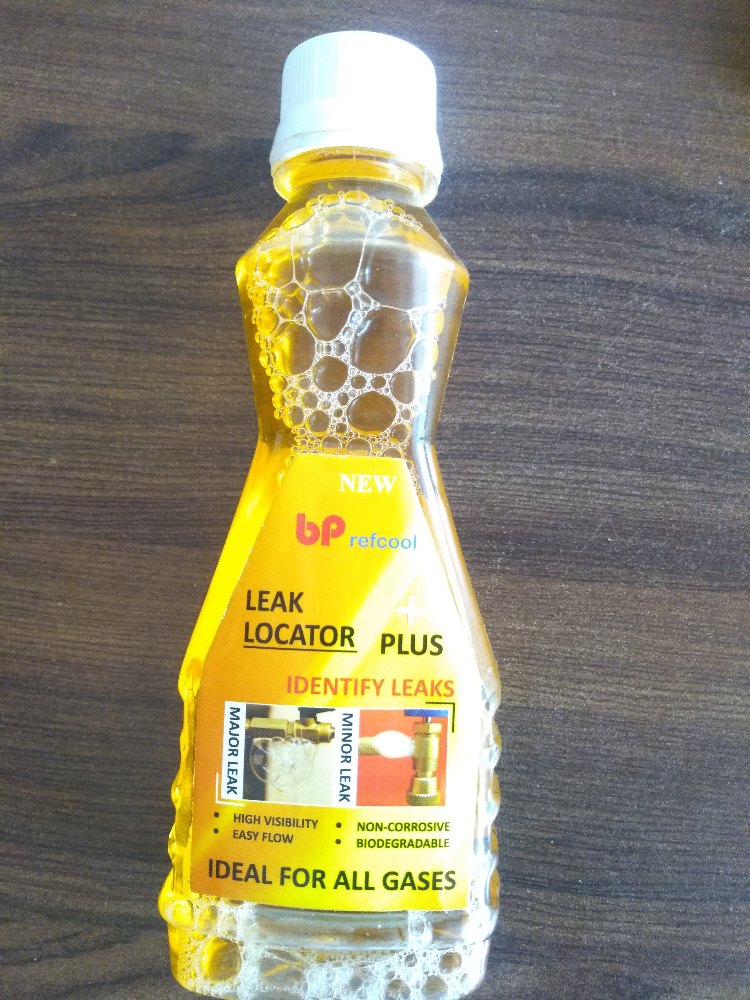 NEW
bP refcool
LEAK
LOCATOR
+
PLUS
IDENTIFY LEAKS
MAJOR LEAK
MINOR LEAK
• HIGH VISIBILITY
• EASY FLOW
• NON-CORROSIVE
• BIODEGRADABLE
IDEAL FOR ALL GASES